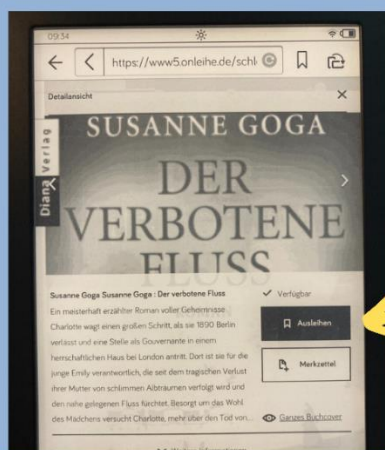 09:34
https://www5.onleihe.de/schl
Detailansicht
Diana Verlag
SUSANNE GOGA
DER
VERBOTENE
FLUSS
Susanne Goga Susanne Goga : Der verbotene Fluss
Verfügbar
Ein meisterhaft erzählter Roman voller Geheimnisse
Charlotte wagt einen großen Schritt, als sie 1890 Berlin
verlässt und eine Stelle als Gouvernante in einem
herrschaftlichen Haus bei London antritt. Dort ist sie für die
junge Emily verantwortlich, die seit dem tragischen Verlust
ihrer Mutter von schlimmen Albträumen verfolgt wird und
den nahe gelegenen Fluss fürchtet. Besorgt um das Wohl
des Mädchens versucht Charlotte, mehr über den Tod von...
Ausleihen
Merkzettel
Ganzes Buchcover